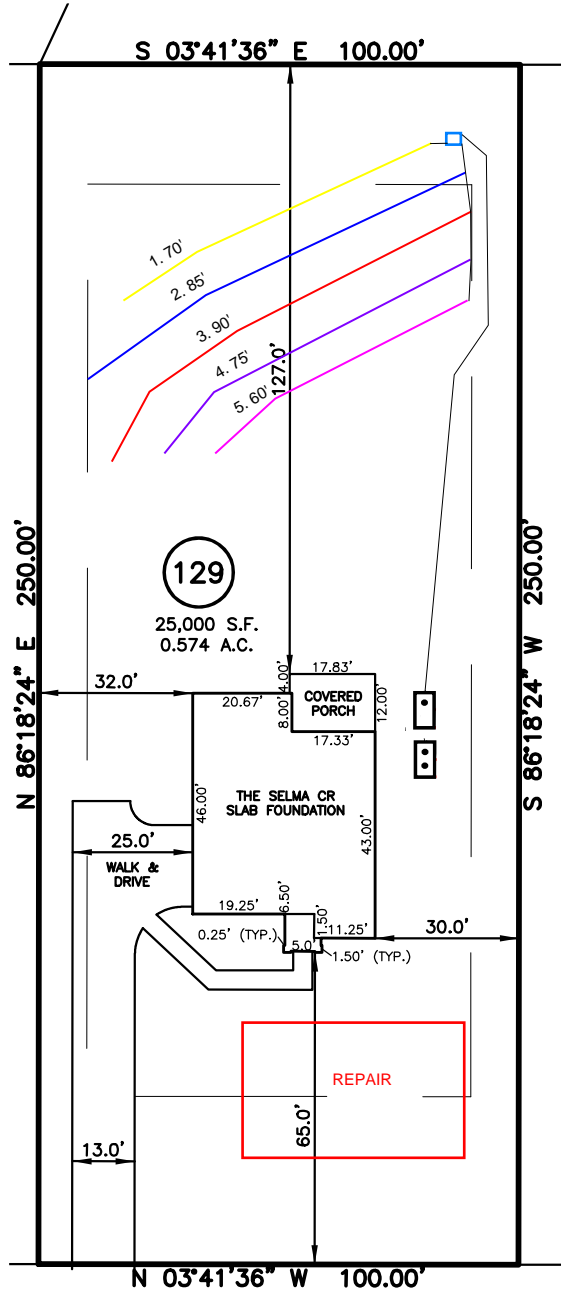 S 03°41'36" E 100.00'
1. 70'
2. 85'
3. 90'
4. 75'
5. 60'
127.0'
N 86°18'24" E 250.00'
S 86°18'24" W 250.00'
129
25,000 S.F.
0.574 A.C.
32.0'
20.67'
4.00'
8.00'
17.83'
COVERED
PORCH
12.00'
17.33'
THE SELMA CR
SLAB FOUNDATION
46.00'
43.00'
25.0'
WALK &
DRIVE
19.25'
6.50'
1.50'
11.25'
30.0'
0.25' (TYP.)
5.0'
1.50' (TYP.)
REPAIR
65.0'
13.0'
N 03°41'36" W 100.00'